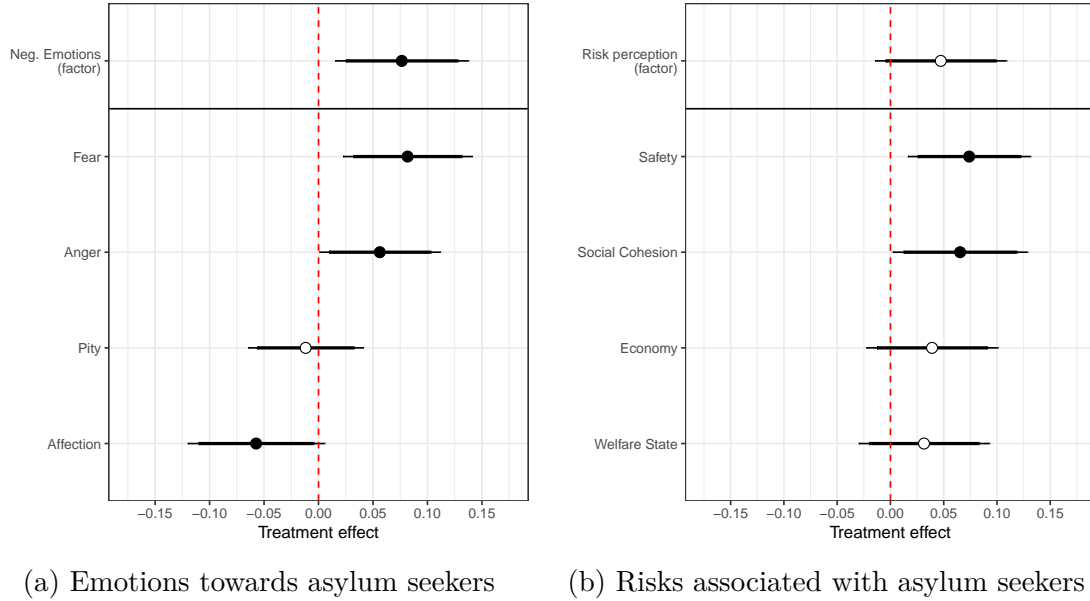 Neg. Emotions
(factor)
Fear
Anger
Pity
Affection
−0.15 −0.10 −0.05 0.00 0.05 0.10 0.15
Treatment effect
(a) Emotions towards asylum seekers
Risk perception
(factor)
Safety
Social Cohesion
Economy
Welfare State
−0.15 −0.10 −0.05 0.00 0.05 0.10 0.15
Treatment effect
(b) Risks associated with asylum seekers